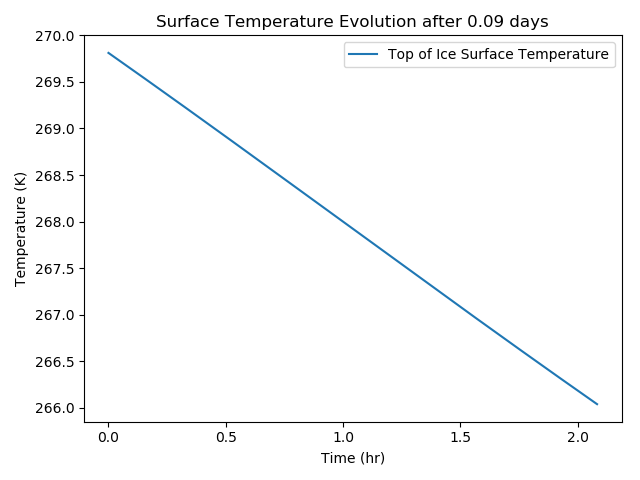 Surface Temperature Evolution after 0.09 days
Top of Ice Surface Temperature
Temperature (K)
270.0
269.5
269.0
268.5
268.0
267.5
267.0
266.5
266.0
0.0 0.5 1.0 1.5 2.0
Time (hr)